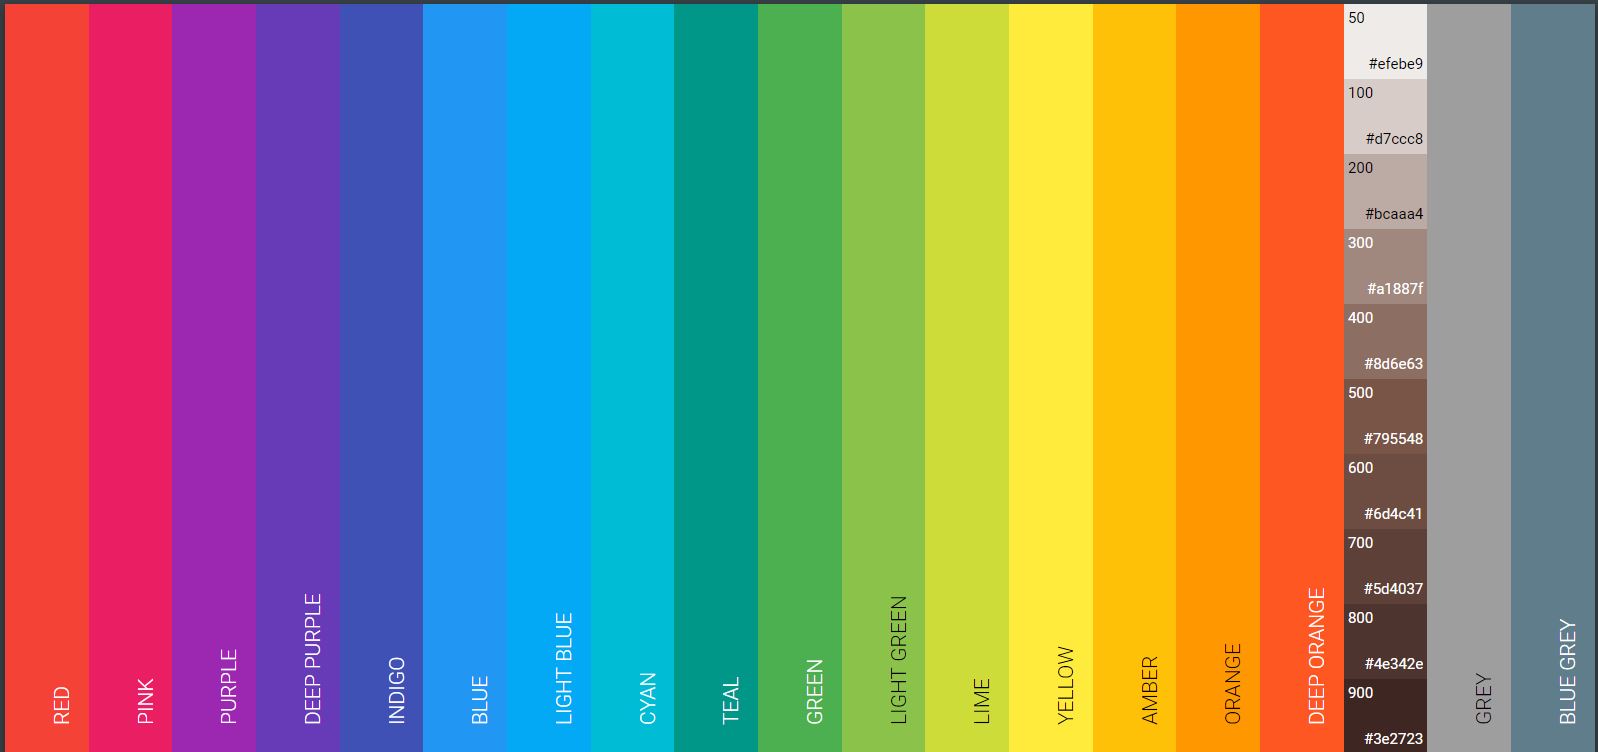 RED
PINK
PURPLE
DEEP PURPLE
INDIGO
BLUE
LIGHT BLUE
CYAN
TEAL
GREEN
LIGHT GREEN
LIME
YELLOW
AMBER
ORANGE
DEEP ORANGE
50
#efebe9
100
#d7ccc8
200
#bcaaa4
300
#a1887f
400
#8d6e63
500
#795548
600
#6d4c41
700
#5d4037
800
#4e342e
900
#3e2723
GREY
BLUE GREY